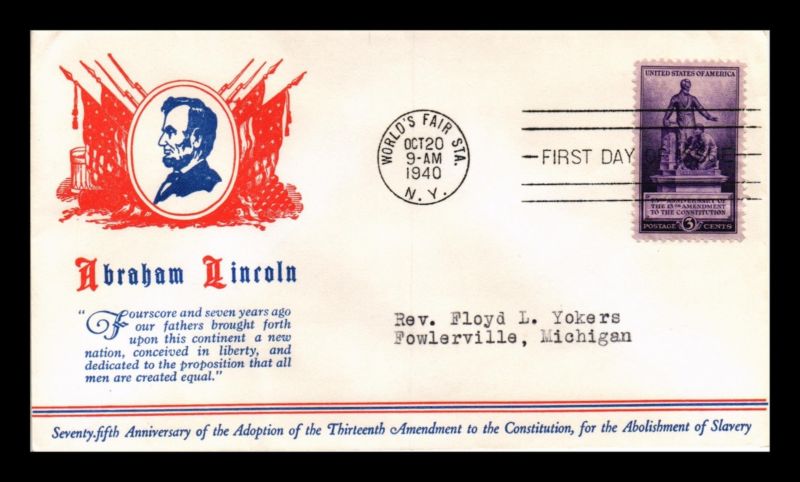 Abraham Lincoln
"Fourscore and seven years ago
our fathers brought forth
upon this continent a new
nation, conceived in liberty, and
dedicated to the proposition that all
men are created equal."
WORLD'S FAIR STA.
OCT 20
9-AM
1940
N. Y.
FIRST DAY OF ISSUE
UNITED STATES OF AMERICA
75TH ANNIVERSARY OF
THE 13TH AMENDMENT
TO THE CONSTITUTION
POSTAGE 3 CENTS
Rev. Floyd L. Yokers
Fowlerville, Michigan
Seventy-fifth Anniversary of the Adoption of the Thirteenth Amendment to the Constitution, for the Abolishment of Slavery